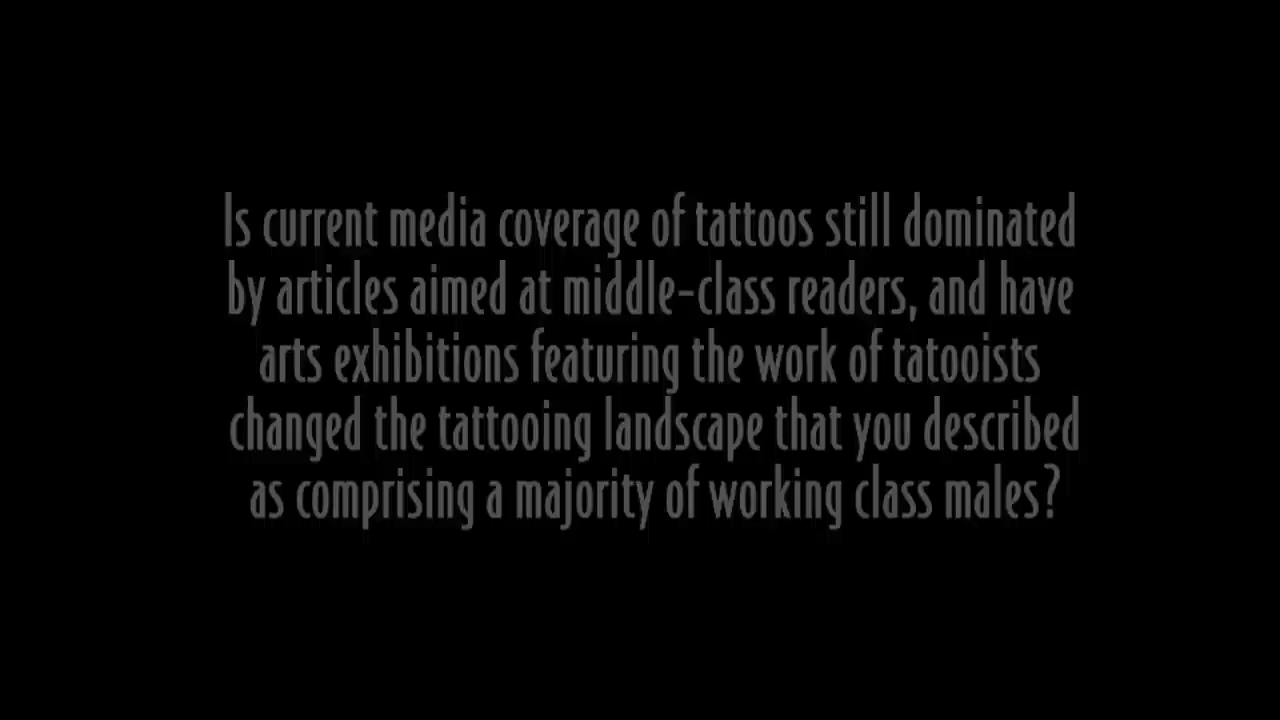 Is current media coverage of tattoos still dominated
by articles aimed at middle-class readers, and have
arts exhibitions featuring the work of tatooists
changed the tattooing landscape that you described
as comprising a majority of working class males?